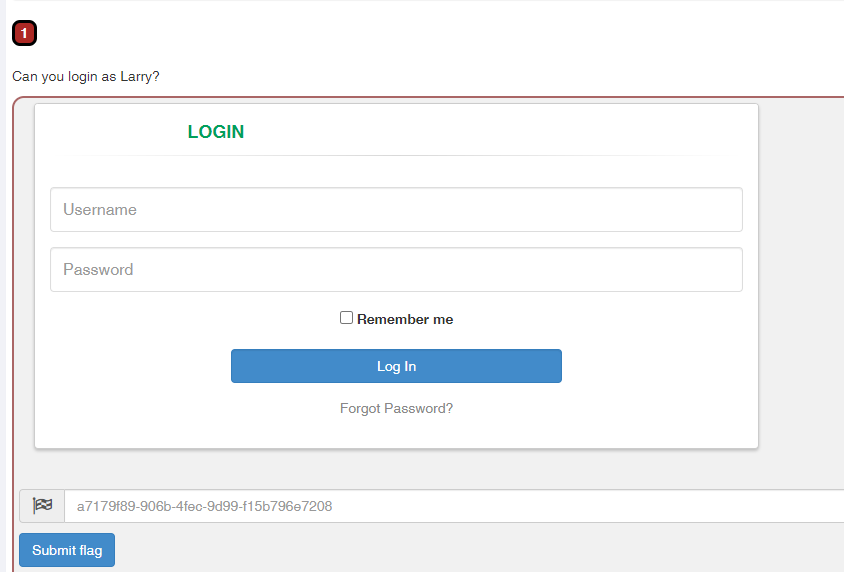 1
Can you login as Larry?
LOGIN
Username
Password
Remember me
Log In
Forgot Password?
a7179f89-906b-4fec-9d99-f15b796e7208
Submit flag